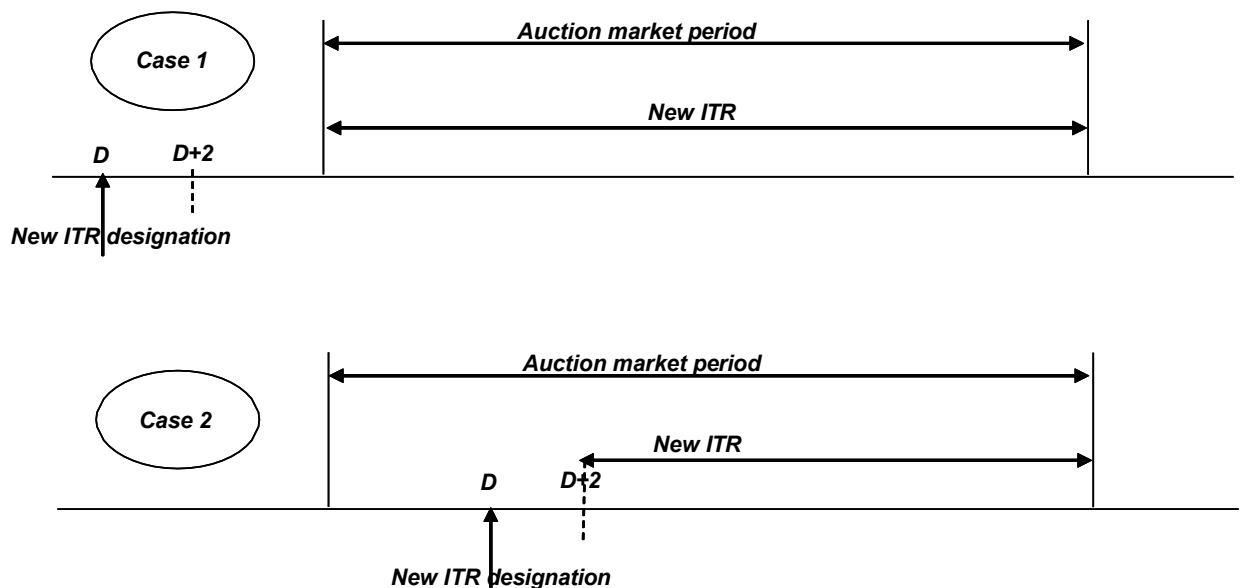 Auction market period
Case 1
New ITR
D
D+2
New ITR designation
Auction market period
Case 2
New ITR
D
D+2
New ITR designation